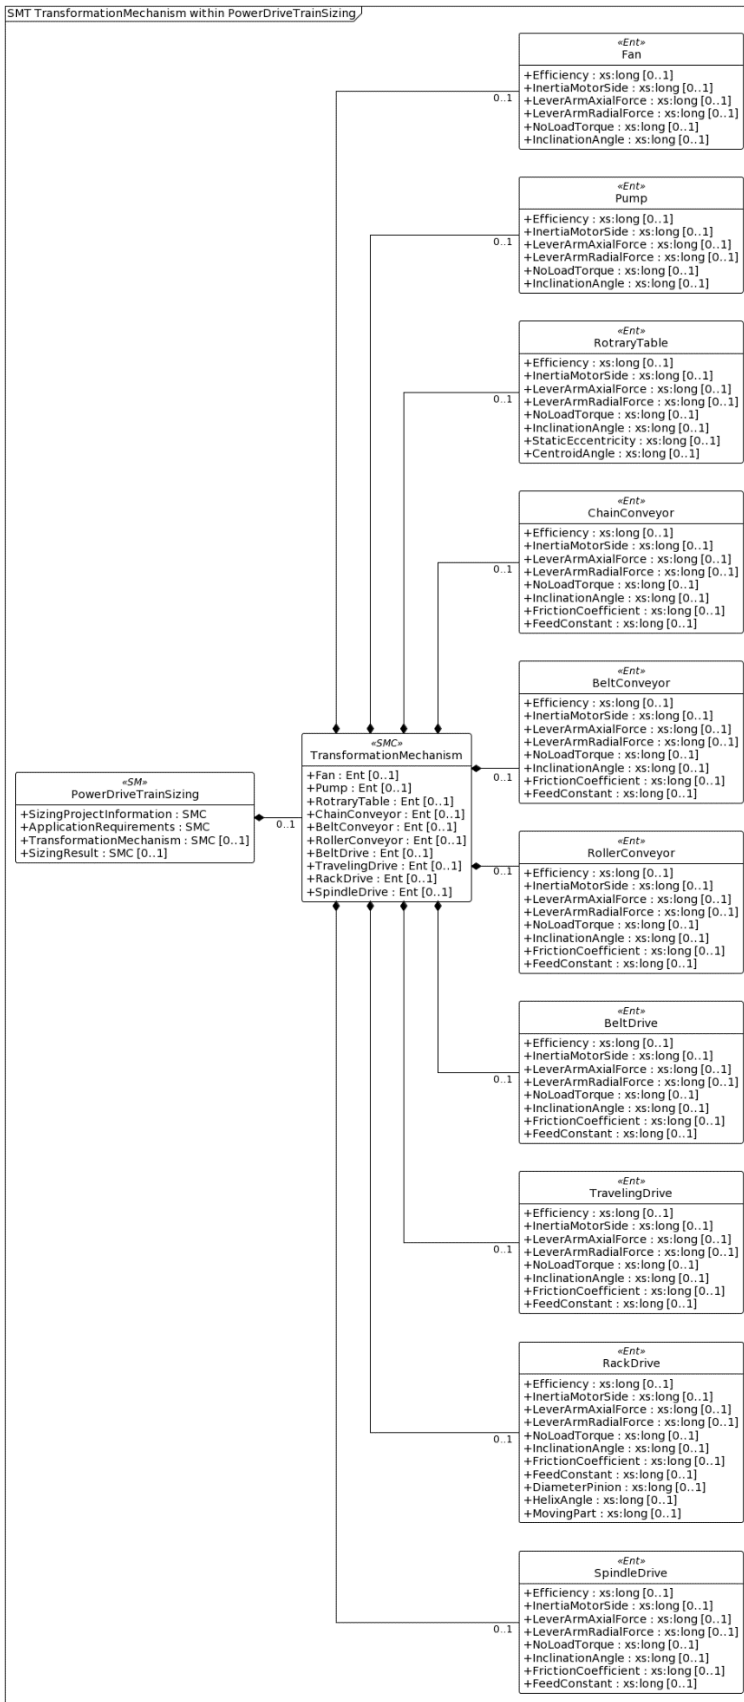 SMT TransformationMechanism within PowerDriveTrainSizing
«Ent»
Fan
+Efficiency : xs:long [0..1]
+InertiaMotorSide : xs:long [0..1]
+LeverArmAxialForce : xs:long [0..1]
+LeverArmRadialForce : xs:long [0..1]
+NoLoadTorque : xs:long [0..1]
+InclinationAngle : xs:long [0..1]
0..1
«Ent»
Pump
+Efficiency : xs:long [0..1]
+InertiaMotorSide : xs:long [0..1]
+LeverArmAxialForce : xs:long [0..1]
+LeverArmRadialForce : xs:long [0..1]
+NoLoadTorque : xs:long [0..1]
+InclinationAngle : xs:long [0..1]
0..1
«Ent»
RotraryTable
+Efficiency : xs:long [0..1]
+InertiaMotorSide : xs:long [0..1]
+LeverArmAxialForce : xs:long [0..1]
+LeverArmRadialForce : xs:long [0..1]
+NoLoadTorque : xs:long [0..1]
+InclinationAngle : xs:long [0..1]
+StaticEccentricity : xs:long [0..1]
+CentroidAngle : xs:long [0..1]
0..1
«Ent»
ChainConveyor
+Efficiency : xs:long [0..1]
+InertiaMotorSide : xs:long [0..1]
+LeverArmAxialForce : xs:long [0..1]
+LeverArmRadialForce : xs:long [0..1]
+NoLoadTorque : xs:long [0..1]
+InclinationAngle : xs:long [0..1]
+FrictionCoefficient : xs:long [0..1]
+FeedConstant : xs:long [0..1]
0..1
«Ent»
BeltConveyor
+Efficiency : xs:long [0..1]
+InertiaMotorSide : xs:long [0..1]
+LeverArmAxialForce : xs:long [0..1]
+LeverArmRadialForce : xs:long [0..1]
+NoLoadTorque : xs:long [0..1]
+InclinationAngle : xs:long [0..1]
+FrictionCoefficient : xs:long [0..1]
+FeedConstant : xs:long [0..1]
0..1
«SM»
PowerDriveTrainSizing
+SizingProjectInformation : SMC
+ApplicationRequirements : SMC
+TransformationMechanism : SMC [0..1]
+SizingResult : SMC [0..1]
0..1
«SMC»
TransformationMechanism
+Fan : Ent [0..1]
+Pump : Ent [0..1]
+RotraryTable : Ent [0..1]
+ChainConveyor : Ent [0..1]
+BeltConveyor : Ent [0..1]
+RollerConveyor : Ent [0..1]
+BeltDrive : Ent [0..1]
+TravelingDrive : Ent [0..1]
+RackDrive : Ent [0..1]
+SpindleDrive : Ent [0..1]
«Ent»
RollerConveyor
+Efficiency : xs:long [0..1]
+InertiaMotorSide : xs:long [0..1]
+LeverArmAxialForce : xs:long [0..1]
+LeverArmRadialForce : xs:long [0..1]
+NoLoadTorque : xs:long [0..1]
+InclinationAngle : xs:long [0..1]
+FrictionCoefficient : xs:long [0..1]
+FeedConstant : xs:long [0..1]
0..1
«Ent»
BeltDrive
+Efficiency : xs:long [0..1]
+InertiaMotorSide : xs:long [0..1]
+LeverArmAxialForce : xs:long [0..1]
+LeverArmRadialForce : xs:long [0..1]
+NoLoadTorque : xs:long [0..1]
+InclinationAngle : xs:long [0..1]
+FrictionCoefficient : xs:long [0..1]
+FeedConstant : xs:long [0..1]
0..1
«Ent»
TravelingDrive
+Efficiency : xs:long [0..1]
+InertiaMotorSide : xs:long [0..1]
+LeverArmAxialForce : xs:long [0..1]
+LeverArmRadialForce : xs:long [0..1]
+NoLoadTorque : xs:long [0..1]
+InclinationAngle : xs:long [0..1]
+FrictionCoefficient : xs:long [0..1]
+FeedConstant : xs:long [0..1]
0..1
«Ent»
RackDrive
+Efficiency : xs:long [0..1]
+InertiaMotorSide : xs:long [0..1]
+LeverArmAxialForce : xs:long [0..1]
+LeverArmRadialForce : xs:long [0..1]
+NoLoadTorque : xs:long [0..1]
+InclinationAngle : xs:long [0..1]
+FrictionCoefficient : xs:long [0..1]
+FeedConstant : xs:long [0..1]
+DiameterPinion : xs:long [0..1]
+HelixAngle : xs:long [0..1]
+MovingPart : xs:long [0..1]
0..1
«Ent»
SpindleDrive
+Efficiency : xs:long [0..1]
+InertiaMotorSide : xs:long [0..1]
+LeverArmAxialForce : xs:long [0..1]
+LeverArmRadialForce : xs:long [0..1]
+NoLoadTorque : xs:long [0..1]
+InclinationAngle : xs:long [0..1]
+FrictionCoefficient : xs:long [0..1]
+FeedConstant : xs:long [0..1]
0..1